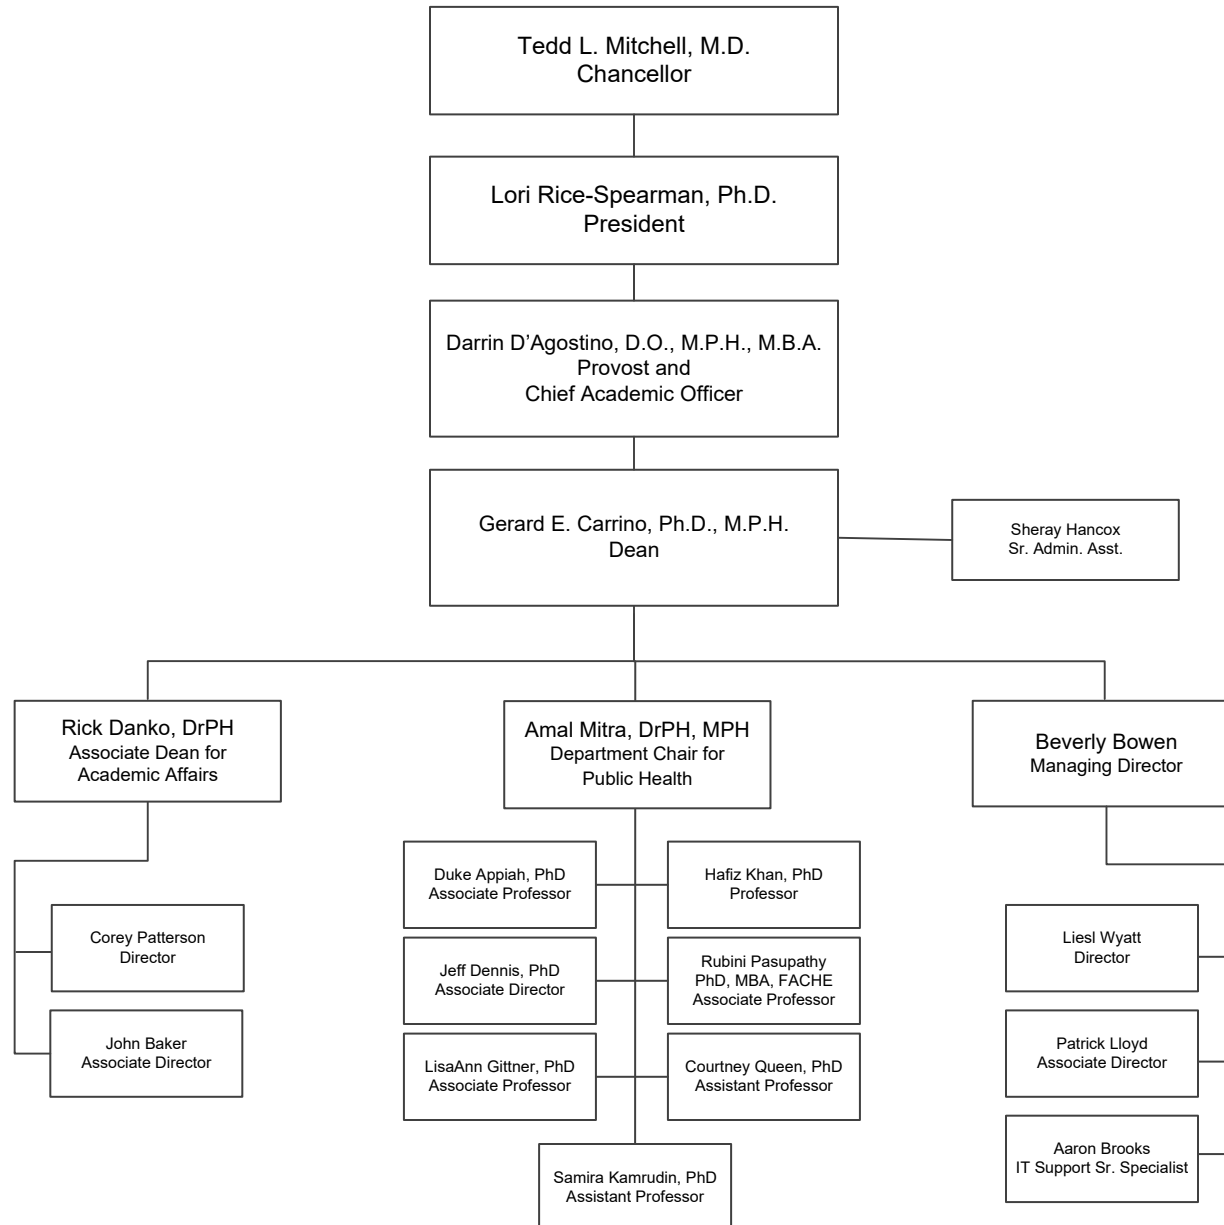 Tedd L. Mitchell, M.D.
Chancellor
Lori Rice-Spearman, Ph.D.
President
Darrin D’Agostino, D.O., M.P.H., M.B.A.
Provost and
Chief Academic Officer
Gerard E. Carrino, Ph.D., M.P.H.
Dean
Sheray Hancox
Sr. Admin. Asst.
Rick Danko, DrPH
Associate Dean for
Academic Affairs
Amal Mitra, DrPH, MPH
Department Chair for
Public Health
Beverly Bowen
Managing Director
Corey Patterson
Director
John Baker
Associate Director
Duke Appiah, PhD
Associate Professor
Hafiz Khan, PhD
Professor
Jeff Dennis, PhD
Associate Director
Rubini Pasupathy
PhD, MBA, FACHE
Associate Professor
LisaAnn Gittner, PhD
Associate Professor
Courtney Queen, PhD
Assistant Professor
Samira Kamrudin, PhD
Assistant Professor
Liesl Wyatt
Director
Patrick Lloyd
Associate Director
Aaron Brooks
IT Support Sr. Specialist